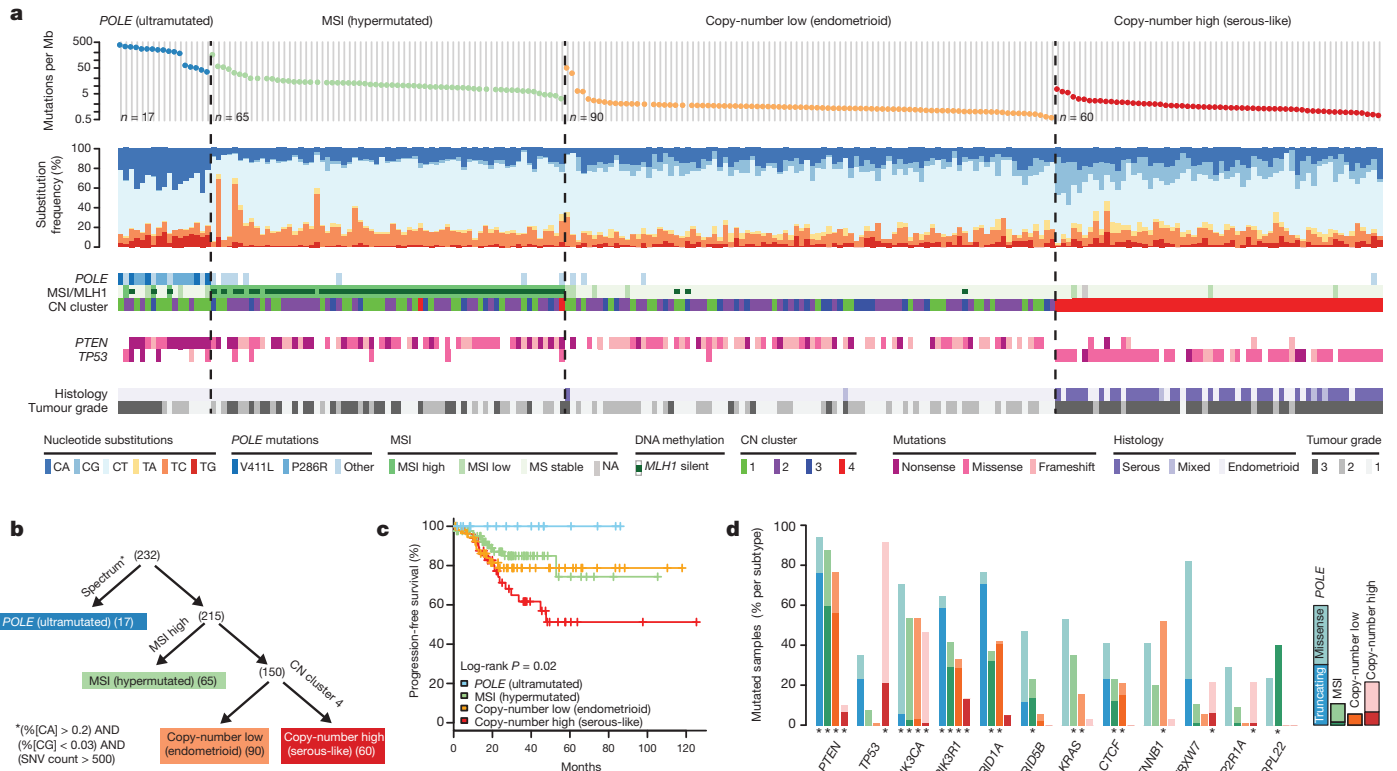 a
POLE (ultramutated) MSI (hypermutated) Copy-number low (endometrioid) Copy-number high (serous-like)
Mutations per Mb
500
50
5
0.5
n = 17 n = 65 n = 90 n = 60
Substitution frequency (%)
100
80
60
40
20
0
POLE
MSI/MLH1
CN cluster
PTEN
TP53
Histology
Tumour grade
Nucleotide substitutions
CA CG CT TA TC TG
POLE mutations
V411L P286R Other
MSI
MSI high MSI low MS stable NA
DNA methylation
MLH1 silent
CN cluster
1 2 3 4
Mutations
Nonsense Missense Frameshift
Histology
Serous Mixed Endometrioid
Tumour grade
3 2 1
b
(232)
Spectrum*
POLE (ultramutated) (17)
(215)
MSI high
MSI (hypermutated) (65)
(150)
CN cluster 4
Copy-number low
(endometrioid) (90)
Copy-number high
(serous-like) (60)
*(%[CA] > 0.2) AND
(%[CG] < 0.03) AND
(SNV count > 500)
c
Progression-free survival (%)
100
80
60
40
20
0
Log-rank P = 0.02
POLE (ultramutated)
MSI (hypermutated)
Copy-number low (endometrioid)
Copy-number high (serous-like)
0 20 40 60 80 100 120
Months
d
Mutated samples (% per subtype)
100
80
60
40
20
0
* * * * * * * * * * * * * * * * * * * * * * * *
PTEN
TP53
IK3CA
PIK3R1
RID1A
RID5B
KRAS
CTCF
TNNB1
BXW7
P2R1A
RPL22
POLE
Missense
Truncating
MSI
Copy-number low
Copy-number high